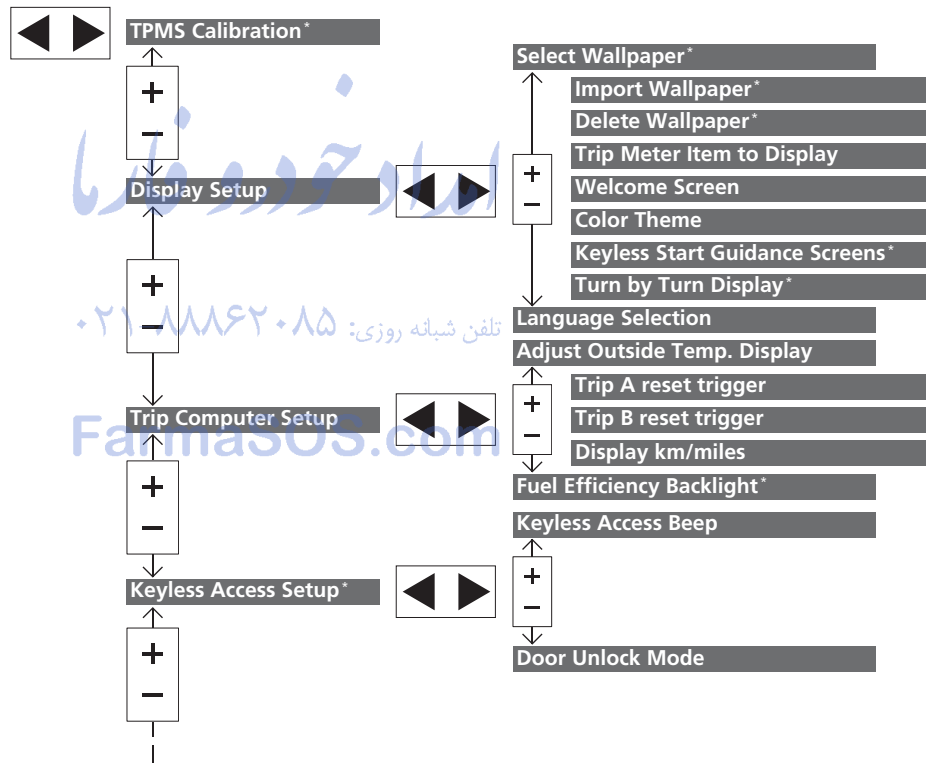 TPMS Calibration*
Select Wallpaper*
Import Wallpaper*
Delete Wallpaper*
Trip Meter Item to Display
Display Setup
Welcome Screen
Color Theme
Keyless Start Guidance Screens*
Turn by Turn Display*
Language Selection
امداد خودرو فارما
تلفن شبانه روزی: ۸۸۸۶۲۰۸۵-۰۲۱
Adjust Outside Temp. Display
Trip A reset trigger
Trip Computer Setup
Trip B reset trigger
Display km/miles
FarmaSOS.com
Fuel Efficiency Backlight*
Keyless Access Beep
Keyless Access Setup*
Door Unlock Mode